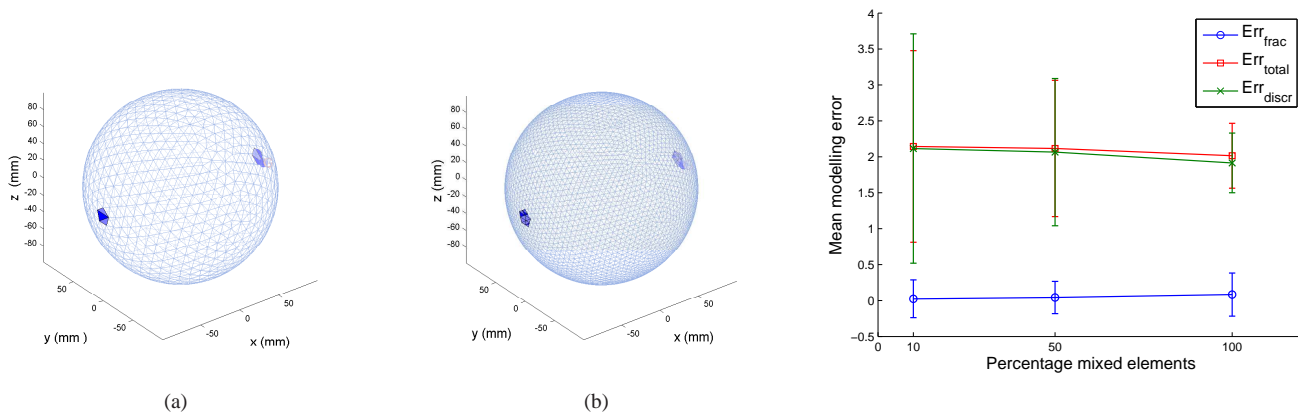 80
60
40
20
0
-20
-40
-60
-80
z (mm)
50
0
-50
y (mm )
-50
0
50
x (mm)
(a)
80
60
40
20
0
-20
-40
-60
-80
z (mm)
50
0
-50
y (mm)
-50
0
50
x (mm)
(b)
4
3.5
3
2.5
2
1.5
1
0.5
0
−0.5
Mean modelling error
0 10 50 100
Percentage mixed elements
Err_frac
Err_total
Err_discr